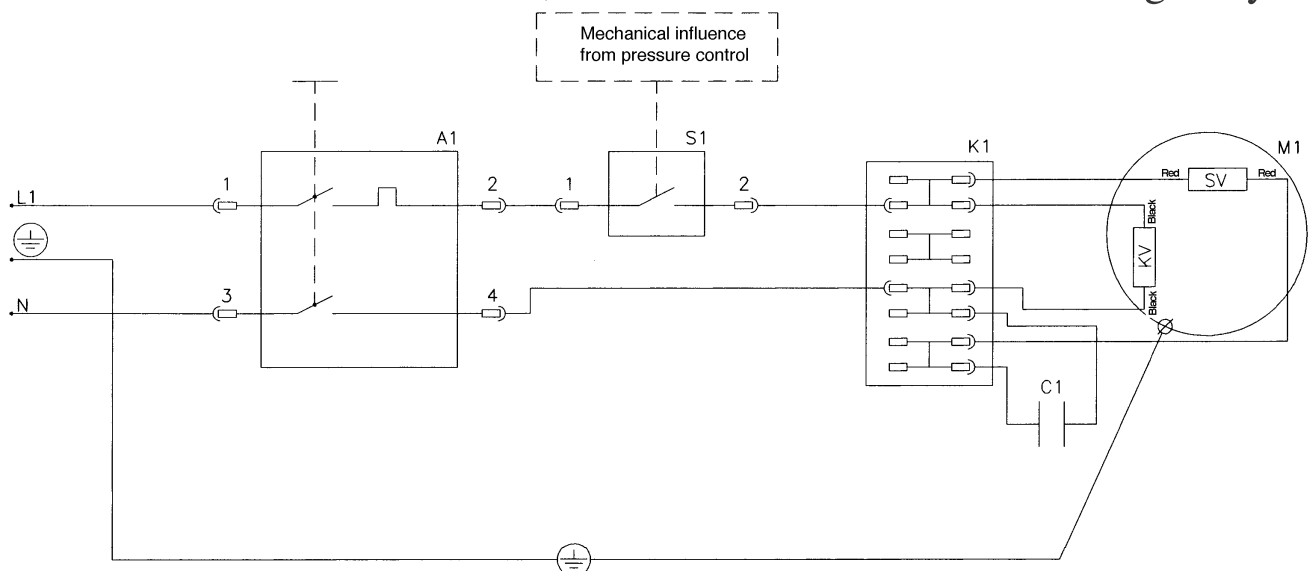 Mechanical influence
from pressure control
A1
S1
K1
M1
L1
1
2
1
2
Red
SV
Red
Black
KV
Black
N
3
4
C1